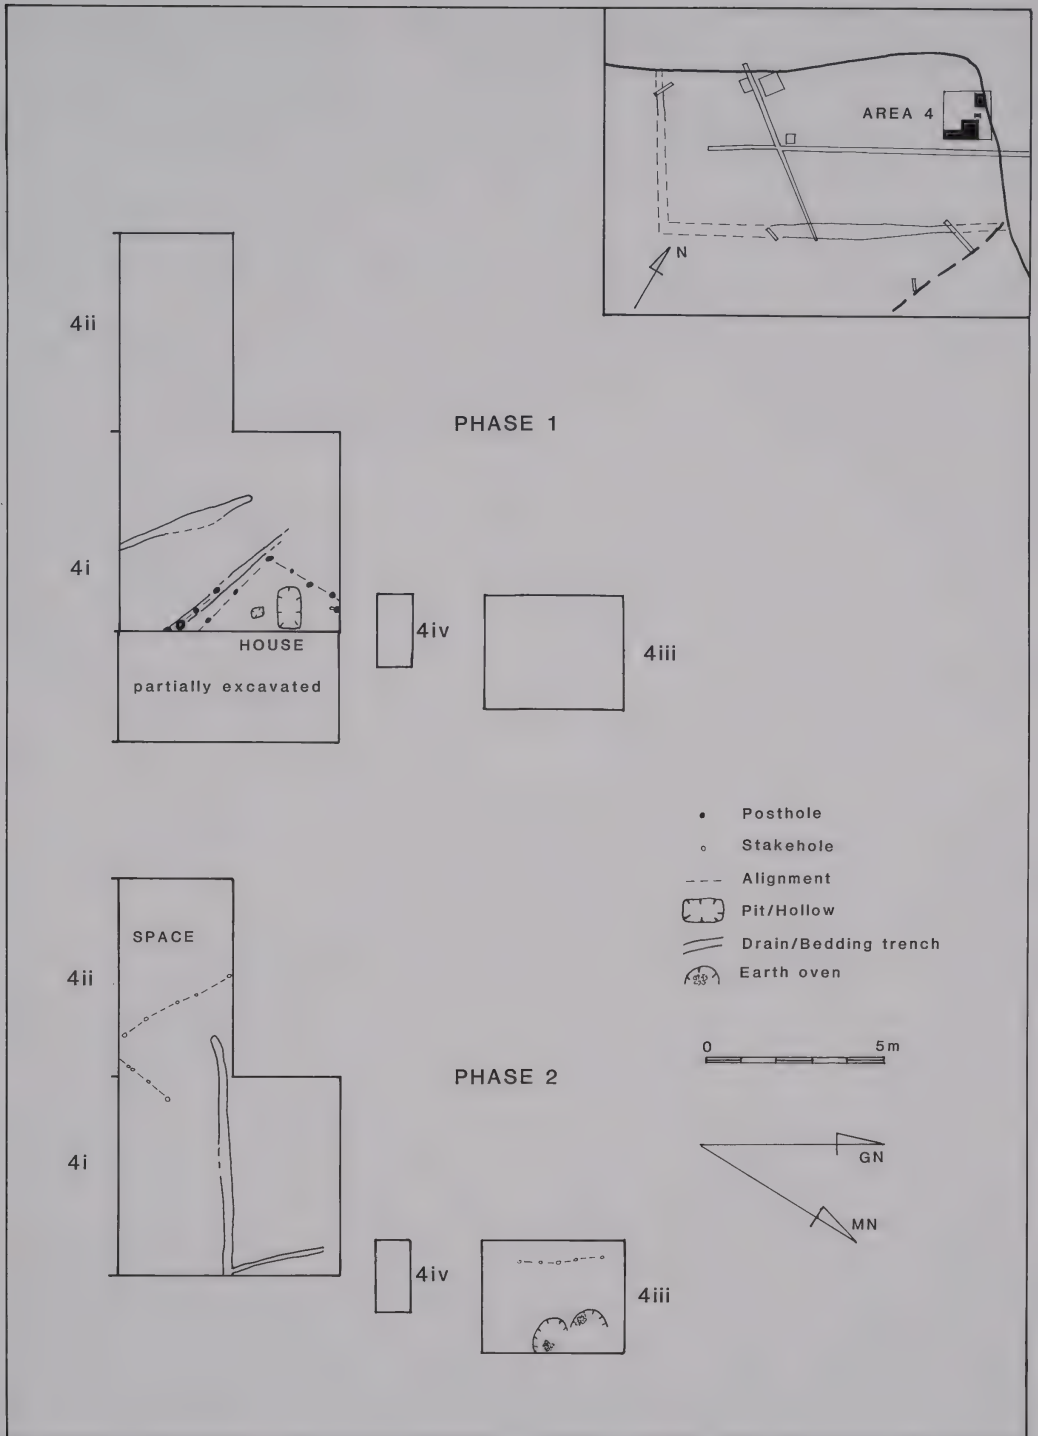 AREA 4
N
4ii
PHASE 1
4i
HOUSE
partially excavated
4iv
4iii
Posthole
Stakehole
Alignment
Pit/Hollow
Drain/Bedding trench
Earth oven
SPACE
4ii
0 5m
PHASE 2
GN
4i
MN
4iv
4iii